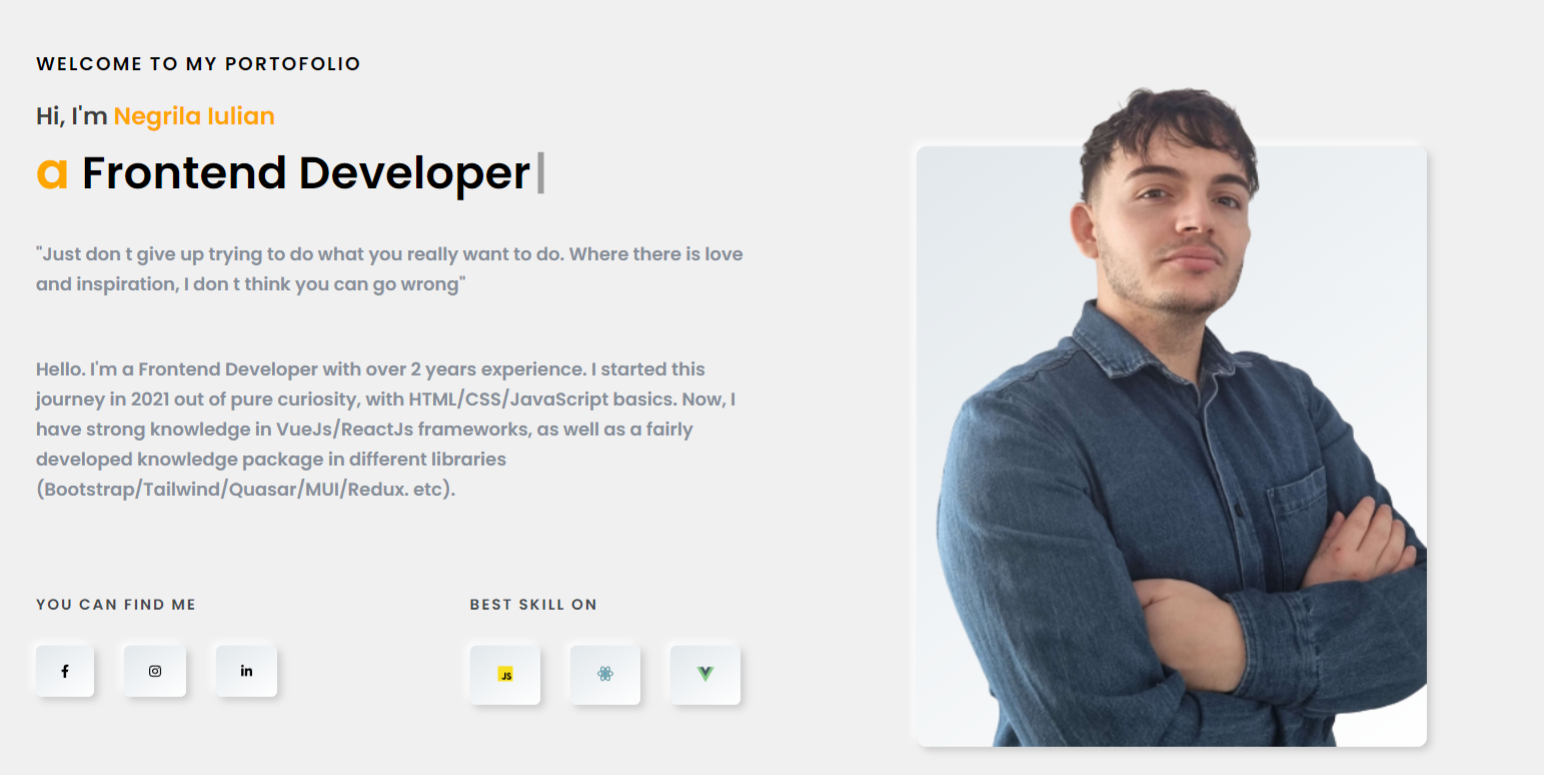 WELCOME TO MY PORTOFOLIO
Hi, I'm Negrila Iulian
a Frontend Developer
"Just don t give up trying to do what you really want to do. Where there is love
and inspiration, I don t think you can go wrong"
Hello. I'm a Frontend Developer with over 2 years experience. I started this
journey in 2021 out of pure curiosity, with HTML/CSS/JavaScript basics. Now, I
have strong knowledge in VueJs/ReactJs frameworks, as well as a fairly
developed knowledge package in different libraries
(Bootstrap/Tailwind/Quasar/MUI/Redux. etc).
YOU CAN FIND ME
BEST SKILL ON
f
in
JS